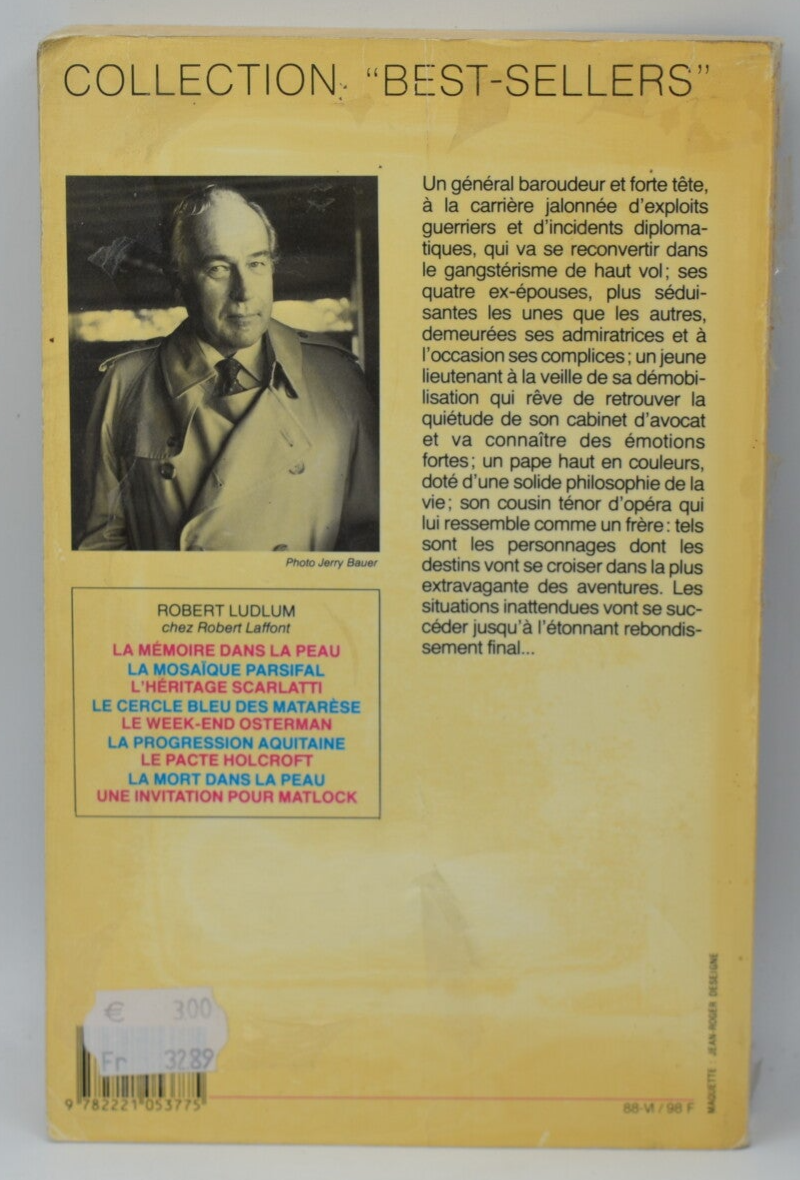 COLLECTION "BEST-SELLERS"
Photo Jerry Bauer
ROBERT LUDLUM
chez Robert Laffont
LA MÉMOIRE DANS LA PEAU
LA MOSAÏQUE PARSIFAL
L'HÉRITAGE SCARLATTI
LE CERCLE BLEU DES MATARÈSE
LE WEEK-END OSTERMAN
LA PROGRESSION AQUITAINE
LE PACTE HOLCROFT
LA MORT DANS LA PEAU
UNE INVITATION POUR MATLOCK
Un général baroudeur et forte tête,
à la carrière jalonnée d'exploits
guerriers et d'incidents diploma-
tiques, qui va se reconvertir dans
le gangstérisme de haut vol; ses
quatre ex-épouses, plus sédui-
santes les unes que les autres,
demeurées ses admiratrices et à
l'occasion ses complices; un jeune
lieutenant à la veille de sa démobi-
lisation qui rêve de retrouver la
quiétude de son cabinet d'avocat
et va connaître des émotions
fortes; un pape haut en couleurs,
doté d'une solide philosophie de la
vie; son cousin ténor d'opéra qui
lui ressemble comme un frère: tels
sont les personnages dont les
destins vont se croiser dans la plus
extravagante des aventures. Les
situations inattendues vont se suc-
céder jusqu'à l'étonnant rebondis-
sement final...
€ 300
Fr 3289
9 782221 053775
88-VI / 98 F
MAQUETTE : JEAN-ROGER DESEIGNE